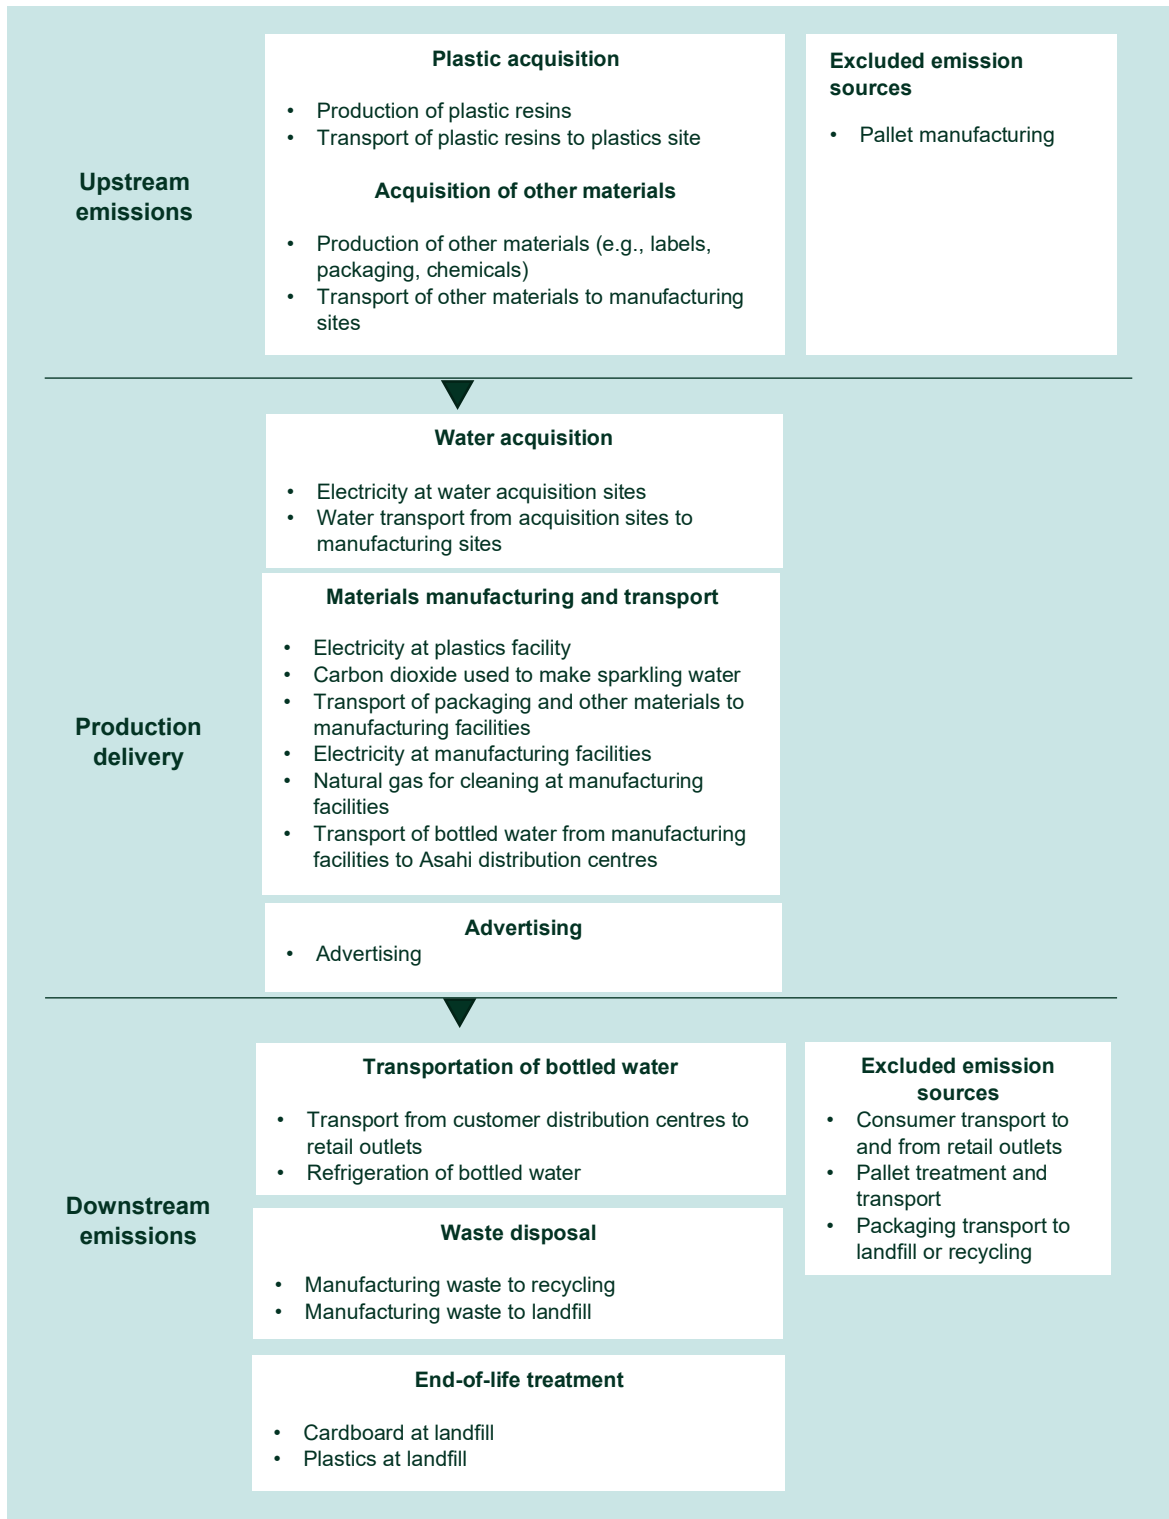 Upstream
emissions
Plastic acquisition
• Production of plastic resins
• Transport of plastic resins to plastics site
Acquisition of other materials
• Production of other materials (e.g., labels,
packaging, chemicals)
• Transport of other materials to manufacturing
sites
Excluded emission
sources
• Pallet manufacturing
Production
delivery
Water acquisition
• Electricity at water acquisition sites
• Water transport from acquisition sites to
manufacturing sites
Materials manufacturing and transport
• Electricity at plastics facility
• Carbon dioxide used to make sparkling water
• Transport of packaging and other materials to
manufacturing facilities
• Electricity at manufacturing facilities
• Natural gas for cleaning at manufacturing
facilities
• Transport of bottled water from manufacturing
facilities to Asahi distribution centres
Advertising
• Advertising
Downstream
emissions
Transportation of bottled water
• Transport from customer distribution centres to
retail outlets
• Refrigeration of bottled water
Waste disposal
• Manufacturing waste to recycling
• Manufacturing waste to landfill
End-of-life treatment
• Cardboard at landfill
• Plastics at landfill
Excluded emission
sources
• Consumer transport to
and from retail outlets
• Pallet treatment and
transport
• Packaging transport to
landfill or recycling